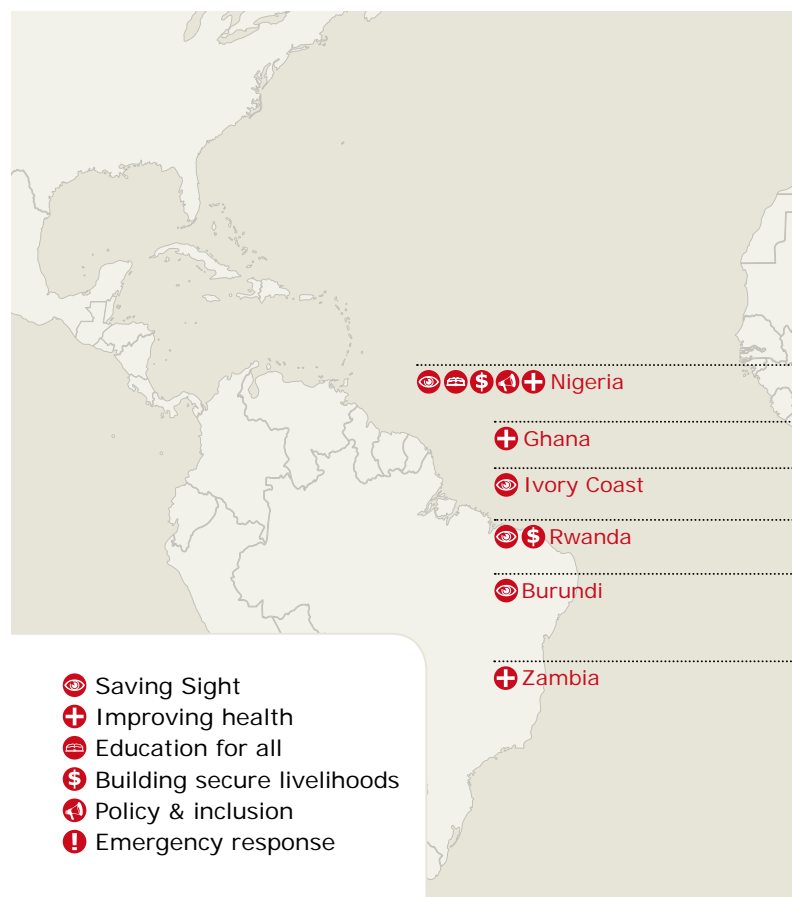 Nigeria
Ghana
Ivory Coast
Rwanda
Burundi
Zambia
Saving Sight
Improving health
Education for all
Building secure livelihoods
Policy & inclusion
Emergency response